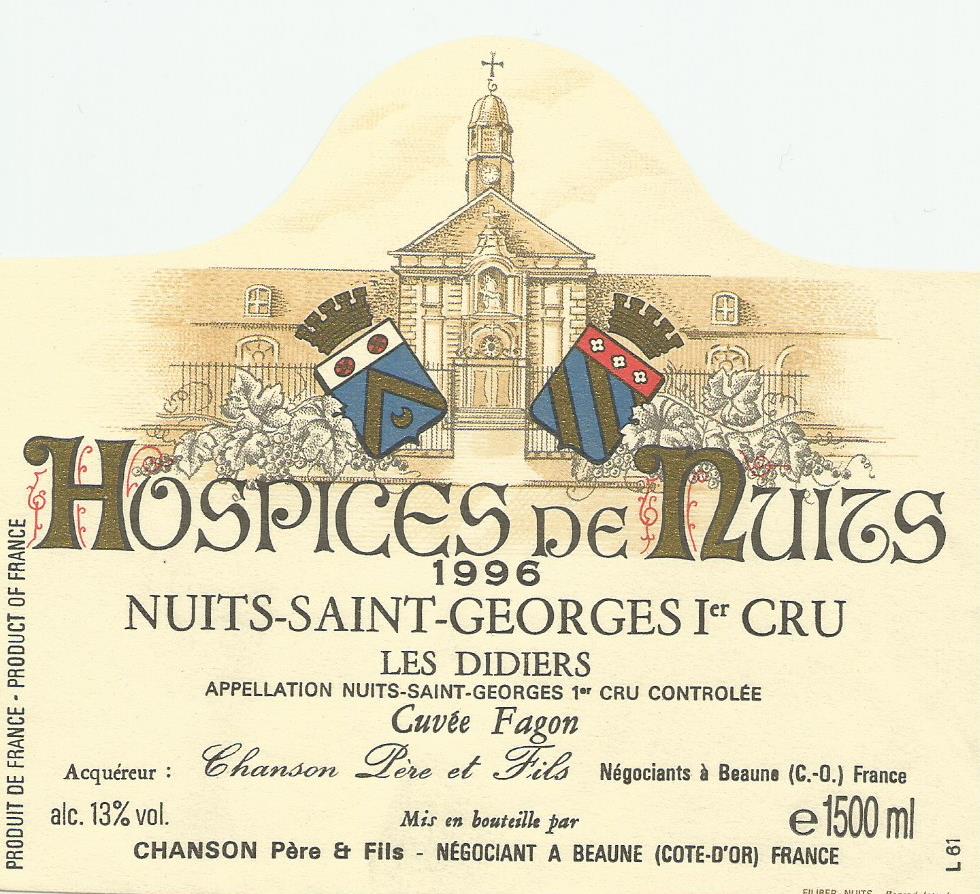 HOSPICES DE NUITS
1996
NUITS-SAINT-GEORGES Ier CRU
LES DIDIERS
APPELLATION NUITS-SAINT-GEORGES 1er CRU CONTROLÉE
Cuvée Fagon
Acquéreur : Chanson Père et Fils Négociants à Beaune (C.-O.) France
alc. 13% vol. Mis en bouteille par e 1500 ml
CHANSON Père & Fils - NÉGOCIANT A BEAUNE (COTE-D'OR) FRANCE
PRODUIT DE FRANCE - PRODUCT OF FRANCE
L 61
NUITS